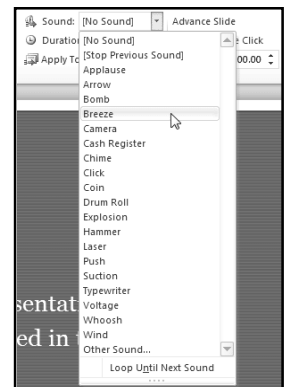 Sound: [No Sound] Advance Slide
Duratio
e Click
Apply To
00.00
[No Sound]
[Stop Previous Sound]
Applause
Arrow
Bomb
Breeze
Camera
Cash Register
Chime
Click
Coin
Drum Roll
Explosion
Hammer
Laser
Push
Suction
Typewriter
Voltage
Whoosh
Wind
Other Sound...
Loop Until Next Sound
sentat
ed in t